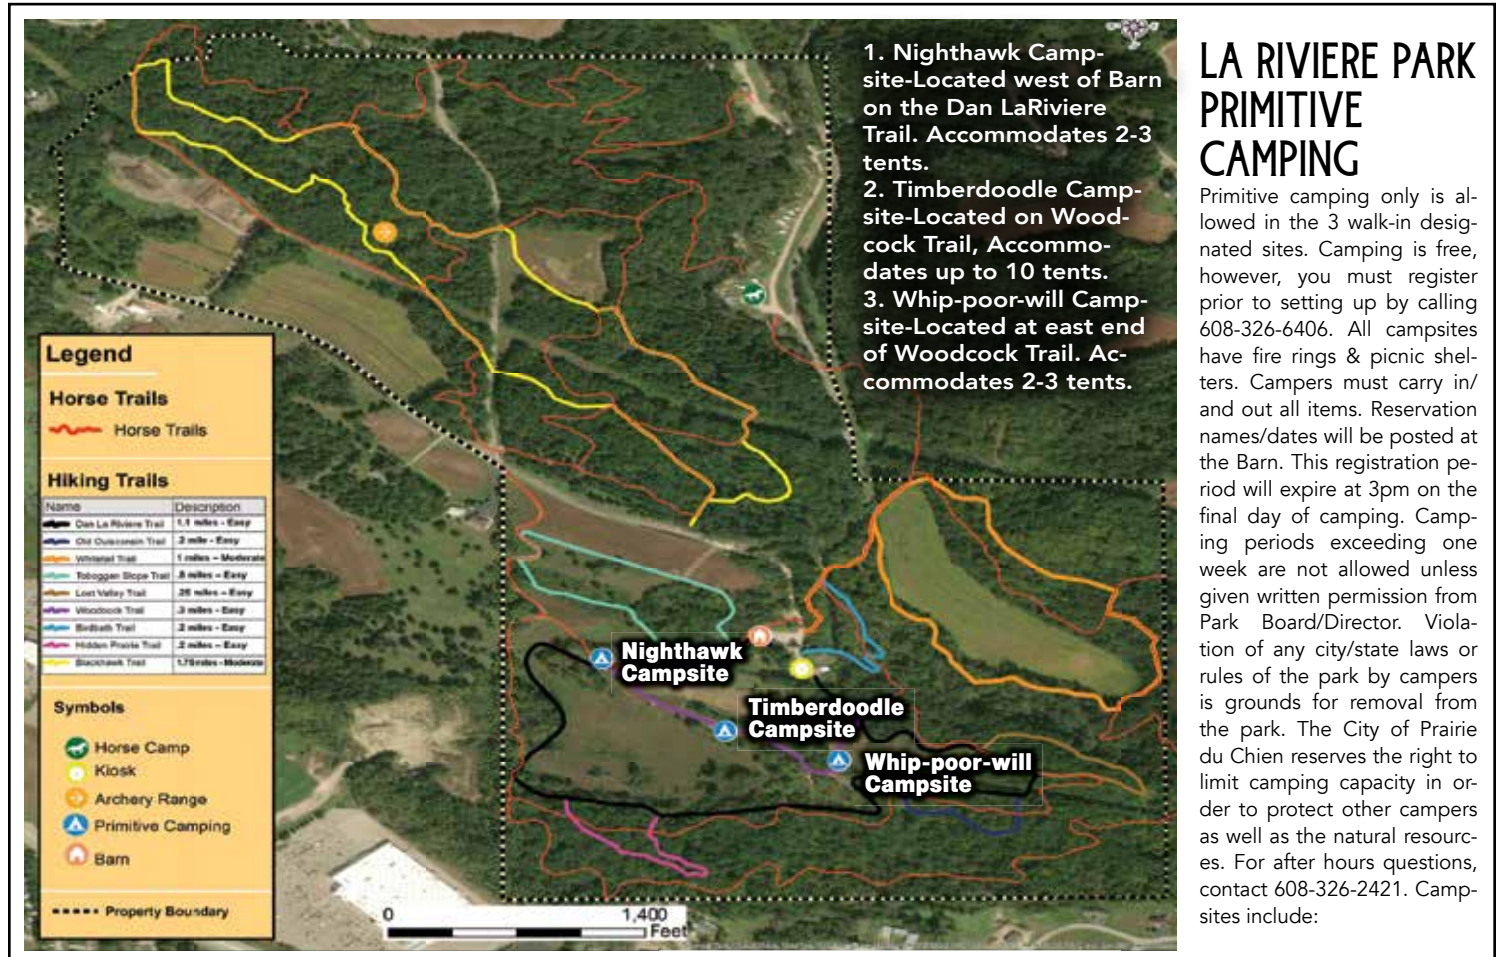 1. Nighthawk Camp-
site-Located west of Barn
on the Dan LaRiviere
Trail. Accommodates 2-3
tents.
2. Timberdoodle Camp-
site-Located on Wood-
cock Trail, Accommo-
dates up to 10 tents.
3. Whip-poor-will Camp-
site-Located at east end
of Woodcock Trail. Ac-
commodates 2-3 tents.
Legend
Horse Trails
Horse Trails
Hiking Trails
Name Description
Dan La Riviere Trail 1.1 miles - Easy
Old Ouisconsin Trail .2 mile - Easy
Whitetail Trail 1 miles - Moderate
Toboggan Slope Trail .8 miles - Easy
Lost Valley Trail .25 miles - Easy
Woodcock Trail .3 miles - Easy
Birdbath Trail .2 miles - Easy
Hidden Prairie Trail .2 miles - Easy
Blackhawk Trail 1.75 miles - Moderate
Symbols
Horse Camp
Kiosk
Archery Range
Primitive Camping
Barn
Property Boundary
Nighthawk
Campsite
Timberdoodle
Campsite
Whip-poor-will
Campsite
0 1,400
Feet
LA RIVIERE PARK
PRIMITIVE
CAMPING
Primitive camping only is al-
lowed in the 3 walk-in desig-
nated sites. Camping is free,
however, you must register
prior to setting up by calling
608-326-6406. All campsites
have fire rings & picnic shel-
ters. Campers must carry in/
and out all items. Reservation
names/dates will be posted at
the Barn. This registration pe-
riod will expire at 3pm on the
final day of camping. Camp-
ing periods exceeding one
week are not allowed unless
given written permission from
Park Board/Director. Viola-
tion of any city/state laws or
rules of the park by campers
is grounds for removal from
the park. The City of Prairie
du Chien reserves the right to
limit camping capacity in or-
der to protect other campers
as well as the natural resourc-
es. For after hours questions,
contact 608-326-2421. Camp-
sites include: